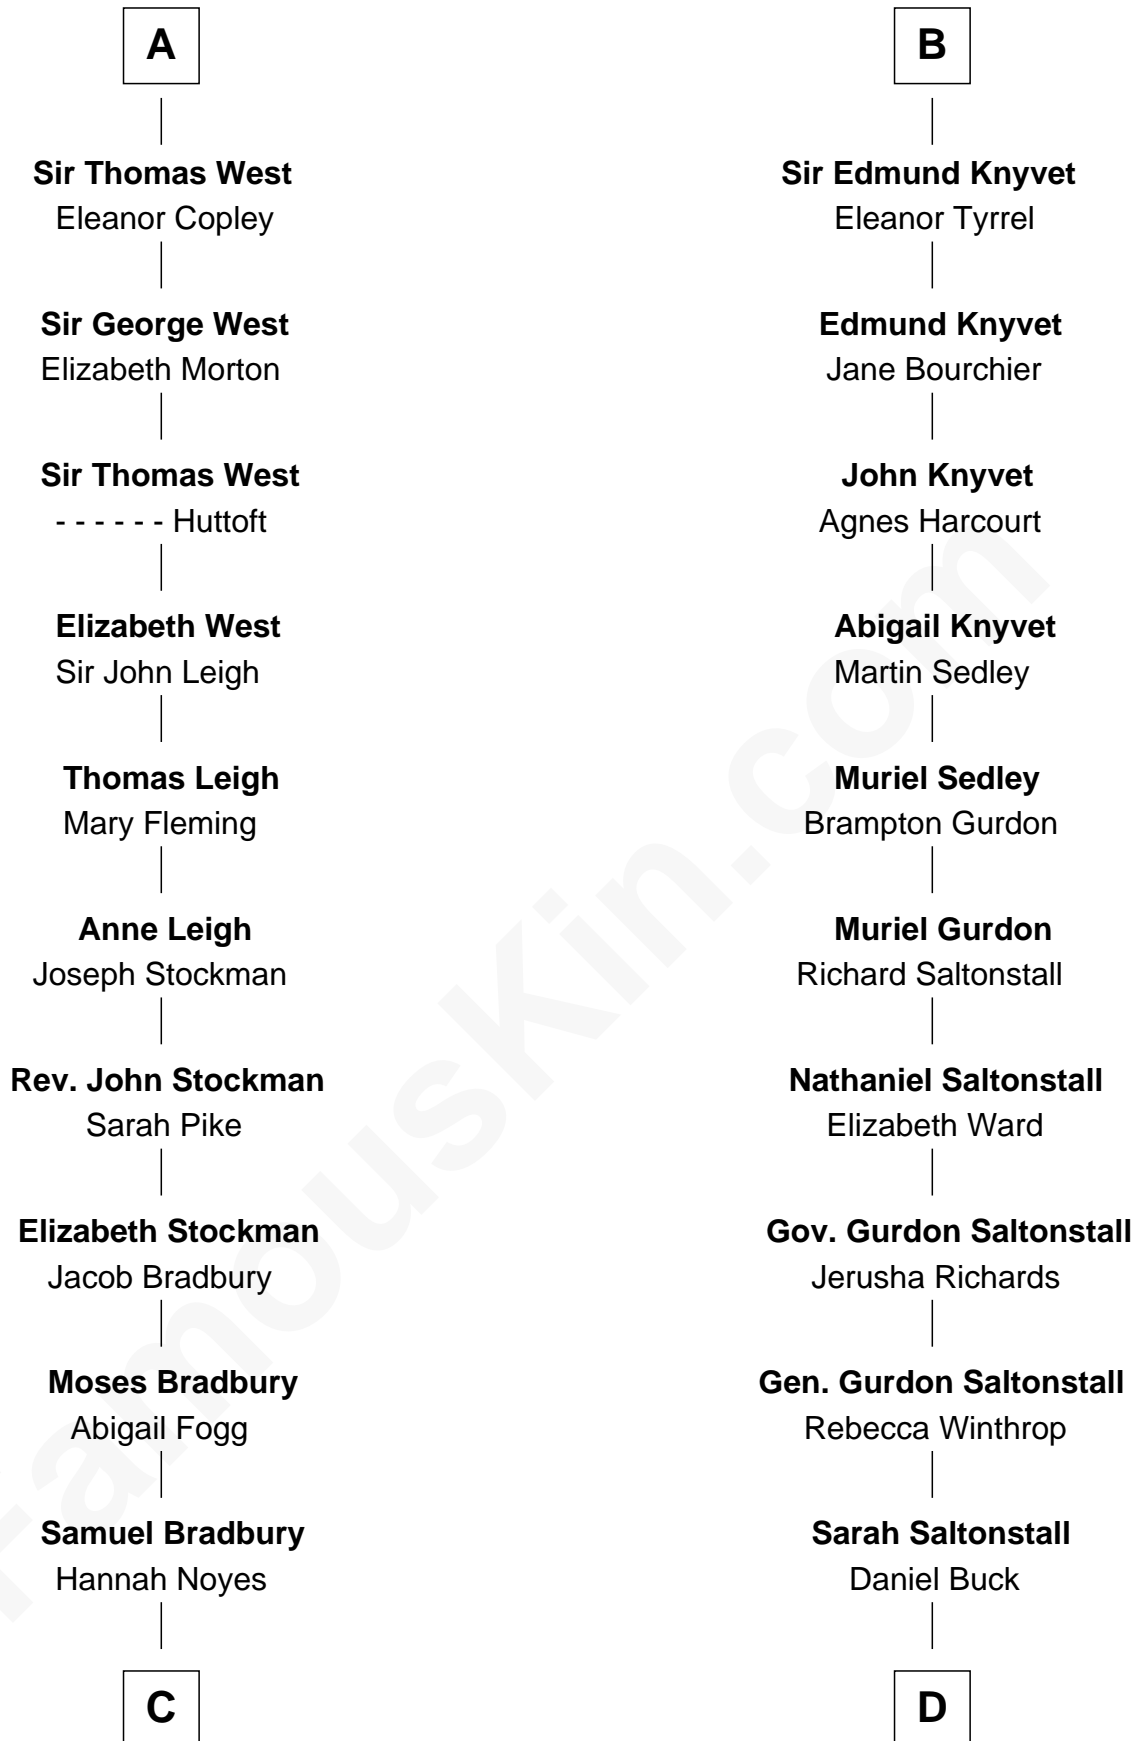 A
Sir Thomas West
Eleanor Copley
Sir George West
Elizabeth Morton
Sir Thomas West
- - - - - - Huttoft
Elizabeth West
Sir John Leigh
Thomas Leigh
Mary Fleming
Anne Leigh
Joseph Stockman
Rev. John Stockman
Sarah Pike
Elizabeth Stockman
Jacob Bradbury
Moses Bradbury
Abigail Fogg
Samuel Bradbury
Hannah Noyes
C
B
Sir Edmund Knyvet
Eleanor Tyrrel
Edmund Knyvet
Jane Bourchier
John Knyvet
Agnes Harcourt
Abigail Knyvet
Martin Sedley
Muriel Sedley
Brampton Gurdon
Muriel Gurdon
Richard Saltonstall
Nathaniel Saltonstall
Elizabeth Ward
Gov. Gurdon Saltonstall
Jerusha Richards
Gen. Gurdon Saltonstall
Rebecca Winthrop
Sarah Saltonstall
Daniel Buck
D
FamousKin.com